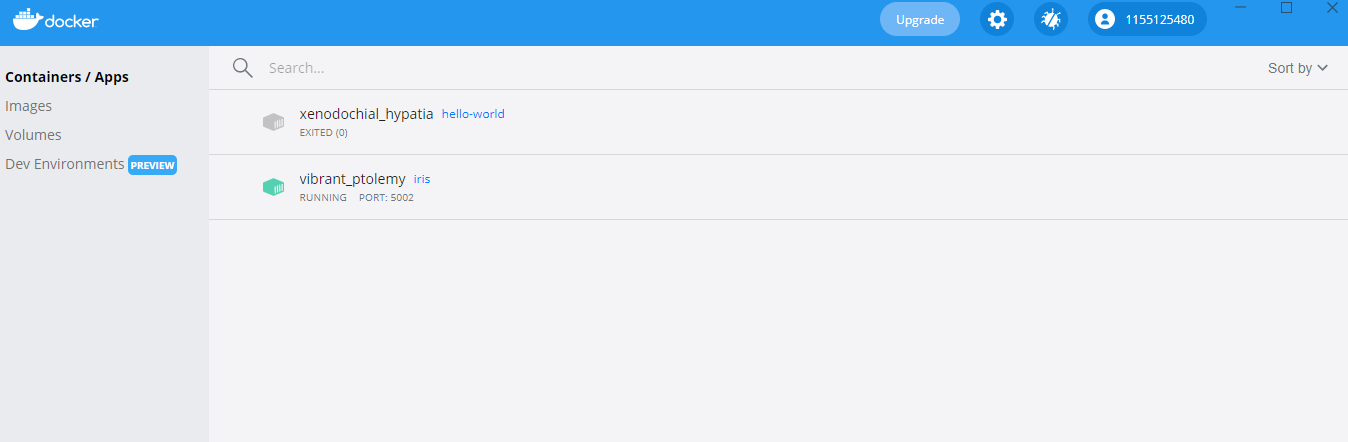 docker
Upgrade
1155125480
Containers / Apps
Images
Volumes
Dev Environments PREVIEW
Search...
Sort by
xenodochial_hypatia hello-world
EXITED (0)
vibrant_ptolemy iris
RUNNING PORT: 5002